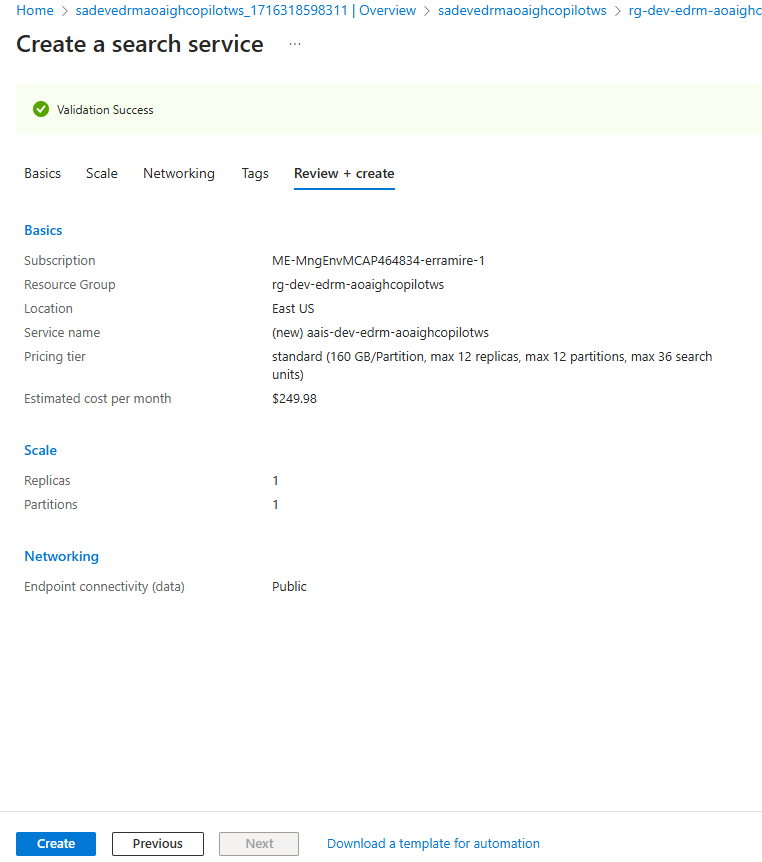 Home > sadevedrmaoaighcopilotws_1716318598311 | Overview > sadevedrmaoaighcopilotws > rg-dev-edrm-aoaighc
Create a search service ...
Validation Success
Basics Scale Networking Tags Review + create
Basics
Subscription ME-MngEnvMCAP464834-erramire-1
Resource Group rg-dev-edrm-aoaighcopilotws
Location East US
Service name (new) aais-dev-edrm-aoaighcopilotws
Pricing tier standard (160 GB/Partition, max 12 replicas, max 12 partitions, max 36 search
units)
Estimated cost per month $249.98
Scale
Replicas 1
Partitions 1
Networking
Endpoint connectivity (data) Public
Create Previous Next Download a template for automation